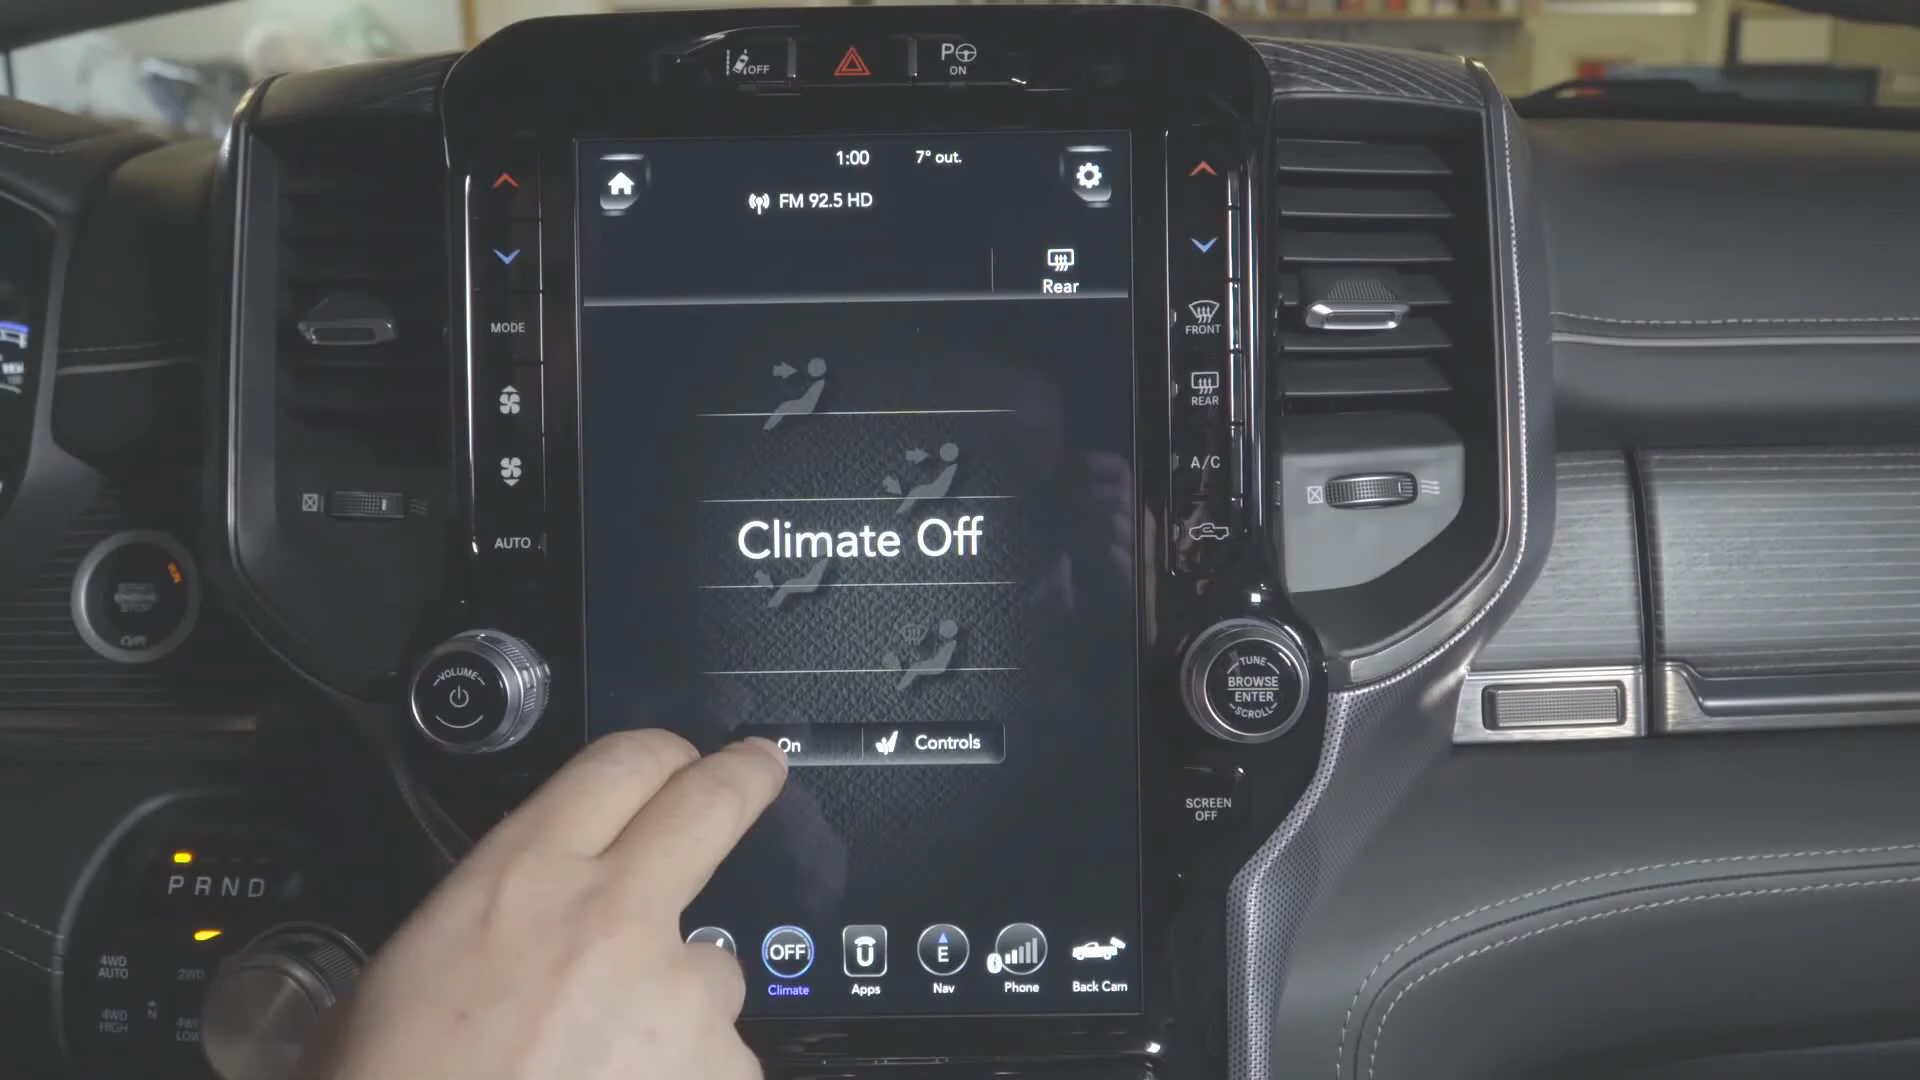 OFF
P
ON
1:00 7° out.
FM 92.5 HD
Rear
MODE
FRONT
REAR
A/C
Climate Off
AUTO
VOLUME
TUNE
BROWSE
ENTER
SCROLL
On Controls
SCREEN
OFF
P R N D
4WD
AUTO
2WD
4WD
HIGH
N
OFF
Climate
Apps
E
Nav
Phone
Back Cam